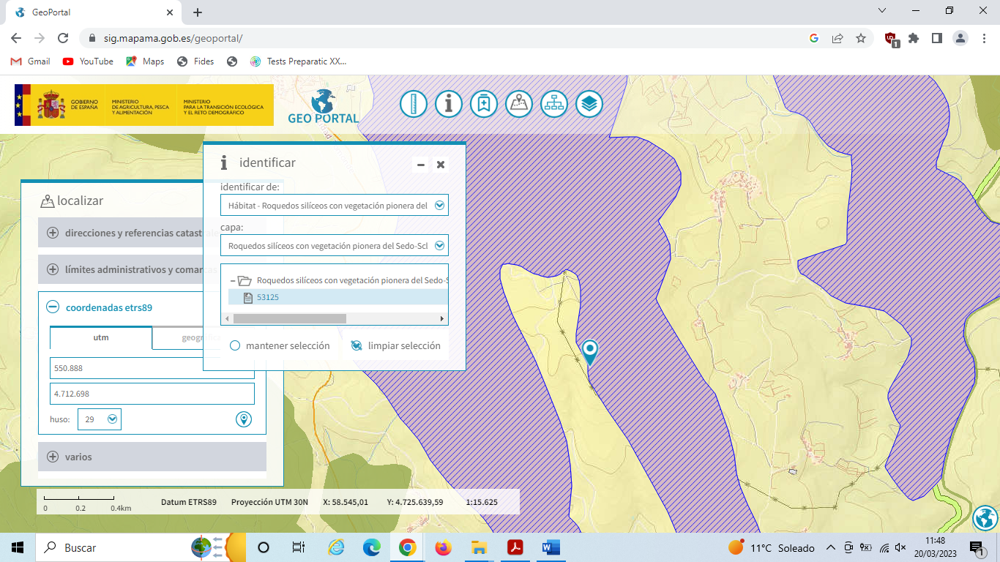 GeoPortal
sig.mapama.gob.es/geoportal/
1
Gmail
YouTube
Maps
Fides
Tests Preparatic XX...
GOBIERNO
DE ESPAÑA
MINISTERIO
DE AGRICULTURA, PESCA
Y ALIMENTACIÓN
MINISTERIO
PARA LA TRANSICIÓN ECOLÓGICA
Y EL RETO DEMOGRÁFICO
GEO PORTAL
identificar
identificar de:
Hábitat - Roquedos silíceos con vegetación pionera del
capa:
Roquedos silíceos con vegetación pionera del Sedo-Scl
Roquedos silíceos con vegetación pionera del Sedo-S
53125
mantener selección
limpiar selección
localizar
direcciones y referencias catast
límites administrativos y comarcas
coordenadas etrs89
utm
550.888
4.712.698
huso:
29
varios
0
0.2
0.4km
Datum ETRS89
Proyección UTM 30N
X: 58.545,01
Y: 4.725.639,59
1:15.625
Buscar
11°C Soleado
11:48
20/03/2023
1